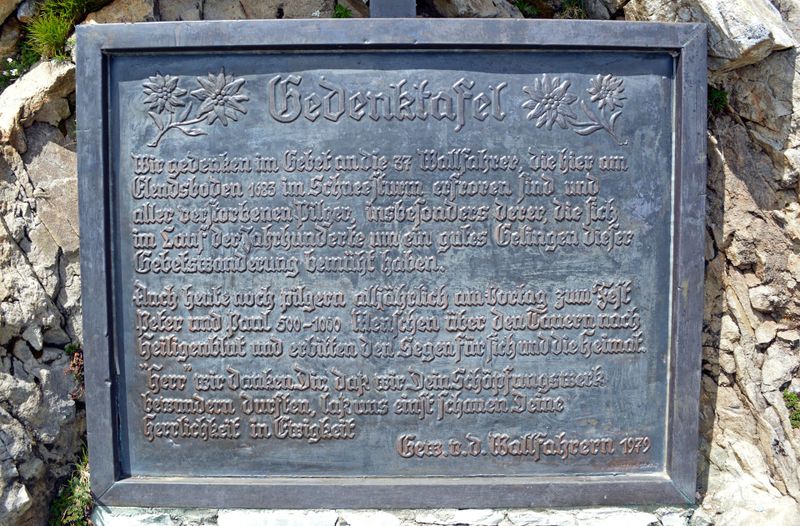 Gedenktafel
Wir gedenken im Gebet an die 37 Wallfahrer, die hier am
Elendsboden 1683 im Schneesturm erfroren sind und
aller verstorbenen Pilger, insbesonders derer, die sich
im Lauf der Jahrhunderte um ein gutes Gelingen dieser
Gebetswanderung bemüht haben.
Auch heute noch pilgern alljährlich am Vortag zum Fest
Peter und Paul 500-1000 Menschen über den Tauern nach
Heiligenblut und erbitten den Segen für sich und die Heimat.
"Herr" wir danken Dir, daß wir Dein Schöpfungswerk
bewundern durften, laß uns einst schauen Deine
Herrlichkeit in Ewigkeit
Gew. v. d. Wallfahrern 1979